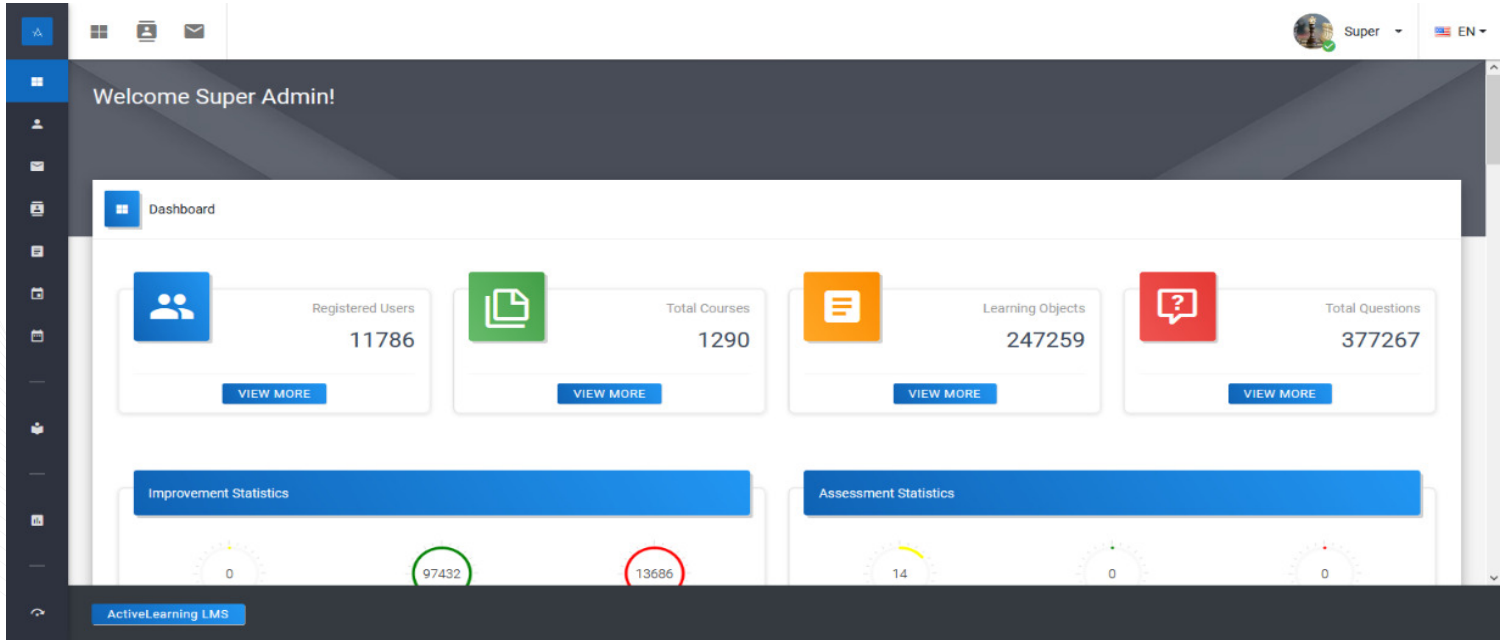 Super
EN
Welcome Super Admin!
Dashboard
Registered Users
11786
VIEW MORE
Total Courses
1290
VIEW MORE
Learning Objects
247259
VIEW MORE
?
Total Questions
377267
VIEW MORE
Improvement Statistics
0
97432
13686
Assessment Statistics
14
0
0
ActiveLearning LMS